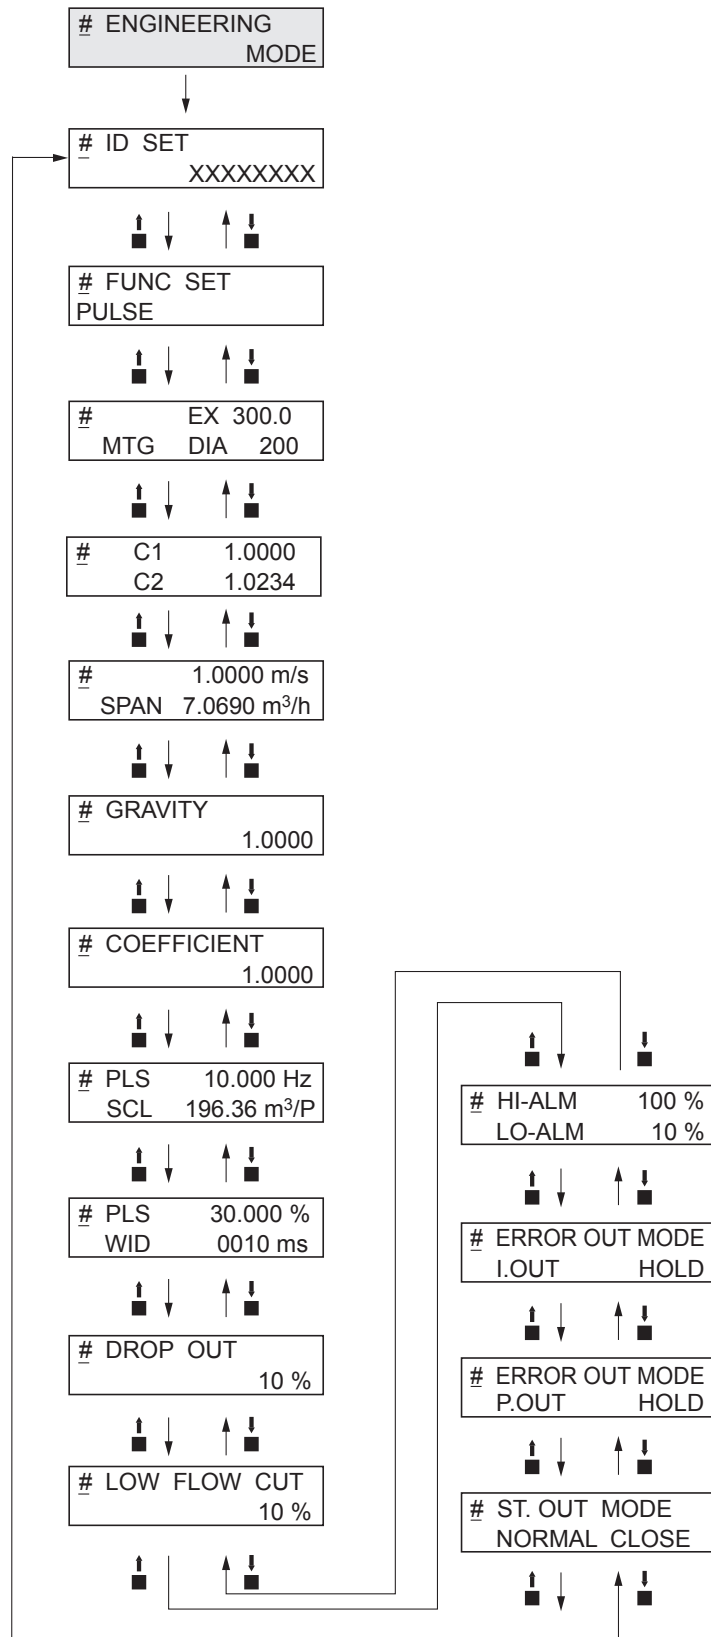 # ENGINEERING
MODE
# ID SET
XXXXXXXX
# FUNC SET
PULSE
# EX 300.0
MTG DIA 200
# C1 1.0000
C2 1.0234
# 1.0000 m/s
SPAN 7.0690 m³/h
# GRAVITY
1.0000
# COEFFICIENT
1.0000
# PLS 10.000 Hz
SCL 196.36 m³/P
# PLS 30.000 %
WID 0010 ms
# DROP OUT
10 %
# LOW FLOW CUT
10 %
# HI-ALM 100 %
LO-ALM 10 %
# ERROR OUT MODE
I.OUT HOLD
# ERROR OUT MODE
P.OUT HOLD
# ST. OUT MODE
NORMAL CLOSE